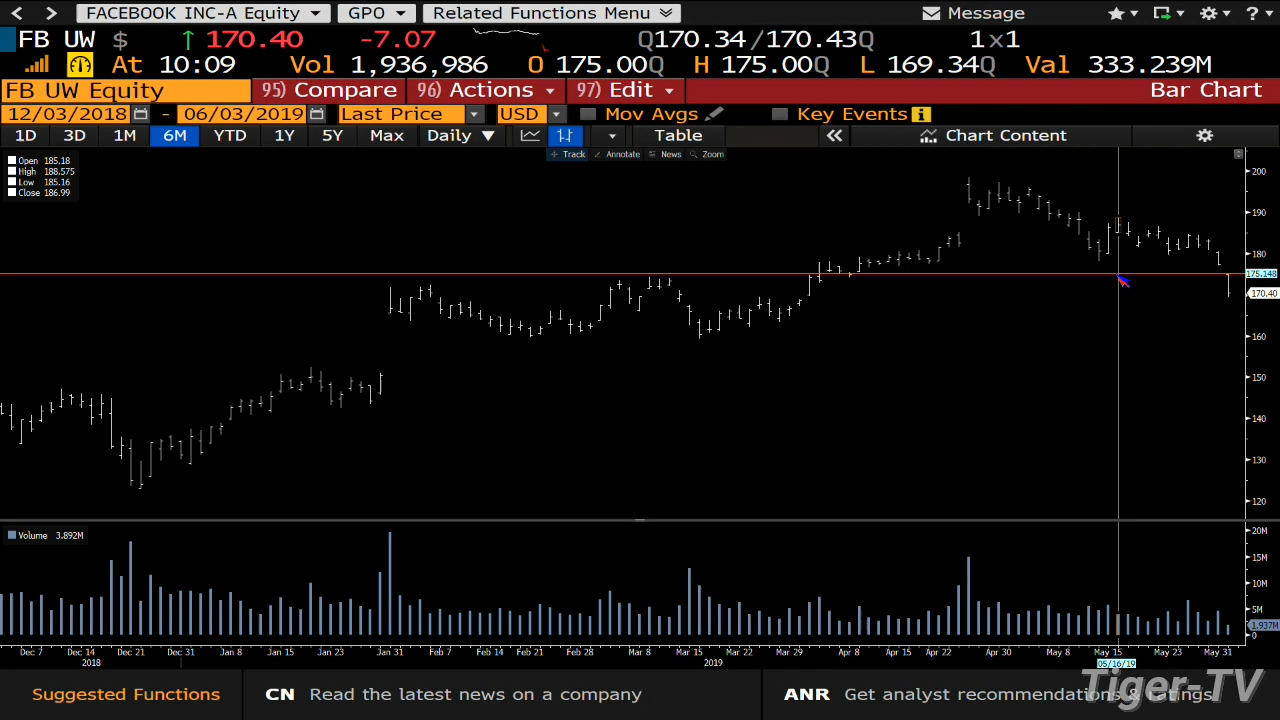 FACEBOOK INC-A Equity GPO Related Functions Menu Message ?
FB UW $ 170.40 -7.07 Q170.34/170.43Q 1x1
At 10:09 Vol 1,936,986 O 175.00Q H 175.00Q L 169.34Q Val 333.239M
FB UW Equity 95) Compare 96) Actions 97) Edit Bar Chart
12/03/2018 - 06/03/2019 Last Price USD Mov Avgs Key Events i
1D 3D 1M 6M YTD 1Y 5Y Max Daily Table Chart Content
Track Annotate News Zoom
Open 185.18
High 188.575
Low 185.16
Close 186.99
200
190
180
175.148
170.40
160
150
140
130
120
Volume 3.892M
20M
15M
10M
5M
1.937M
0
Dec 7 Dec 14 Dec 21 Dec 31 Jan 8 Jan 15 Jan 23 Jan 31 Feb 7 Feb 14 Feb 21 Feb 28 Mar 8 Mar 15 Mar 22 Mar 29 Apr 8 Apr 15 Apr 22 Apr 30 May 8 May 15 May 23 May 31
2018 2019 05/16/19
Suggested Functions CN Read the latest news on a company ANR Get analyst recommendations & ratings
Tiger-TV